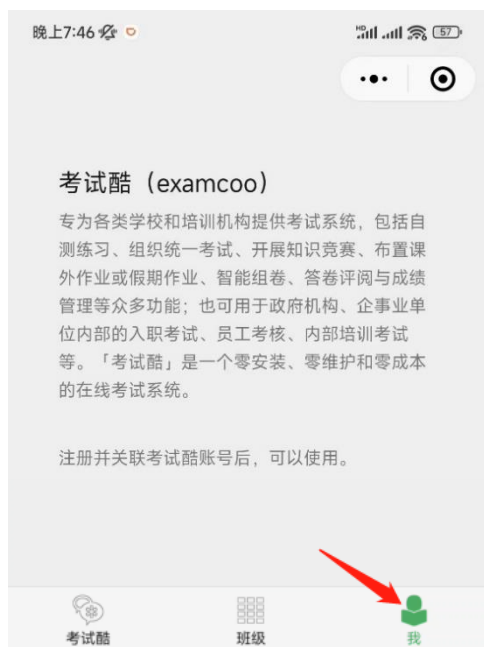 晚上7:46
HD
57
考试酷（examcoo）
专为各类学校和培训机构提供考试系统，包括自
测练习、组织统一考试、开展知识竞赛、布置课
外作业或假期作业、智能组卷、答卷评阅与成绩
管理等众多功能；也可用于政府机构、企事业单
位内部的入职考试、员工考核、内部培训考试
等。「考试酷」是一个零安装、零维护和零成本
的在线考试系统。
注册并关联考试酷账号后，可以使用。
考试酷 班级 我